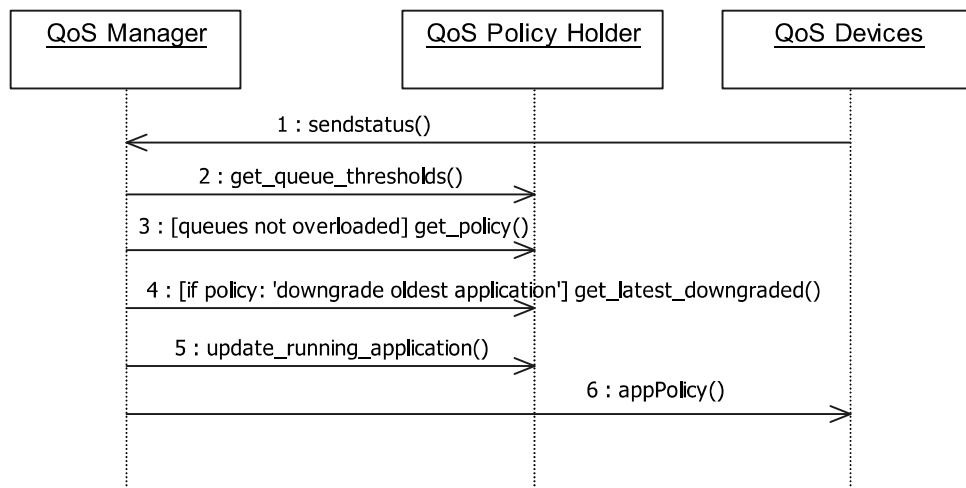 QoS Manager
QoS Policy Holder
QoS Devices
1 : sendstatus()
2 : get_queue_thresholds()
3 : [queues not overloaded] get_policy()
4 : [if policy: 'downgrade oldest application'] get_latest_downgraded()
5 : update_running_application()
6 : appPolicy()